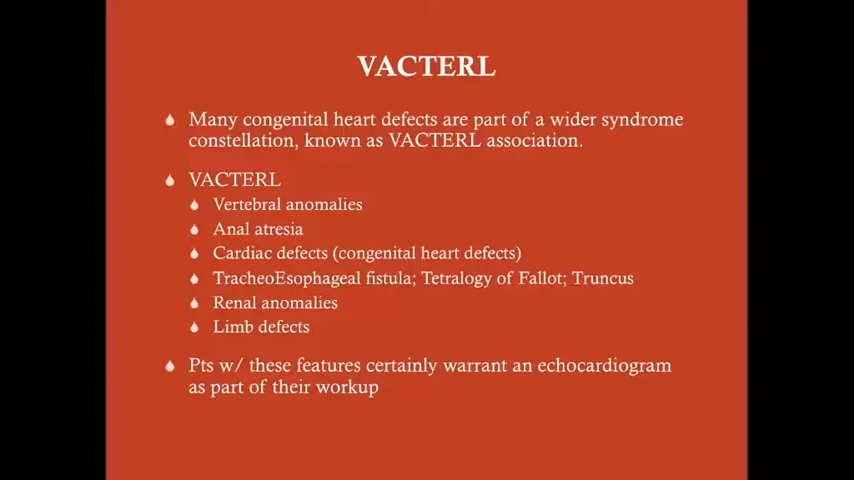 VACTERL
Many congenital heart defects are part of a wider syndrome
constellation, known as VACTERL association.
VACTERL
Vertebral anomalies
Anal atresia
Cardiac defects (congenital heart defects)
TracheoEsophageal fistula; Tetralogy of Fallot; Truncus
Renal anomalies
Limb defects
Pts w/ these features certainly warrant an echocardiogram
as part of their workup